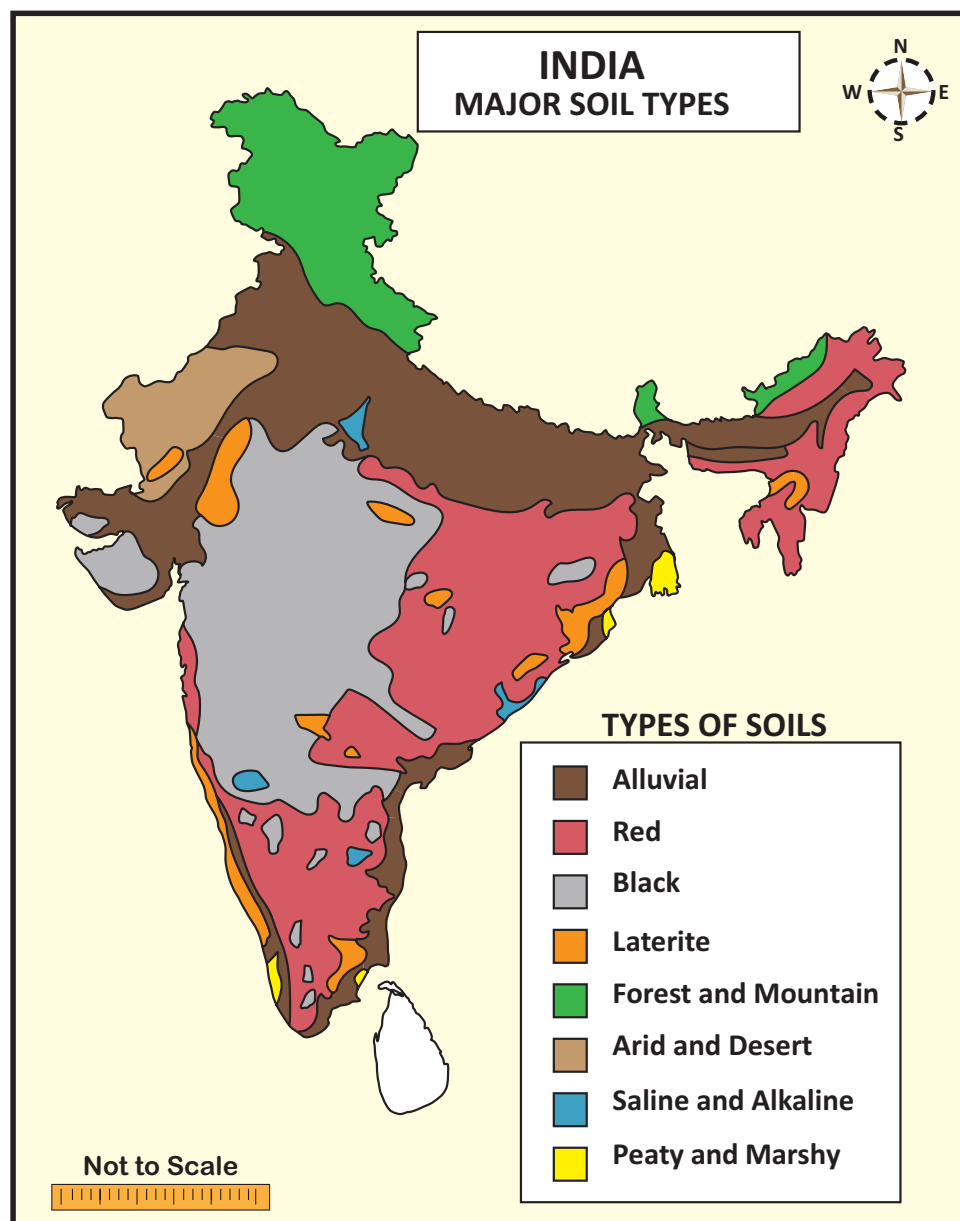 INDIA
MAJOR SOIL TYPES
N
W
E
S
TYPES OF SOILS
Alluvial
Red
Black
Laterite
Forest and Mountain
Arid and Desert
Saline and Alkaline
Peaty and Marshy
Not to Scale